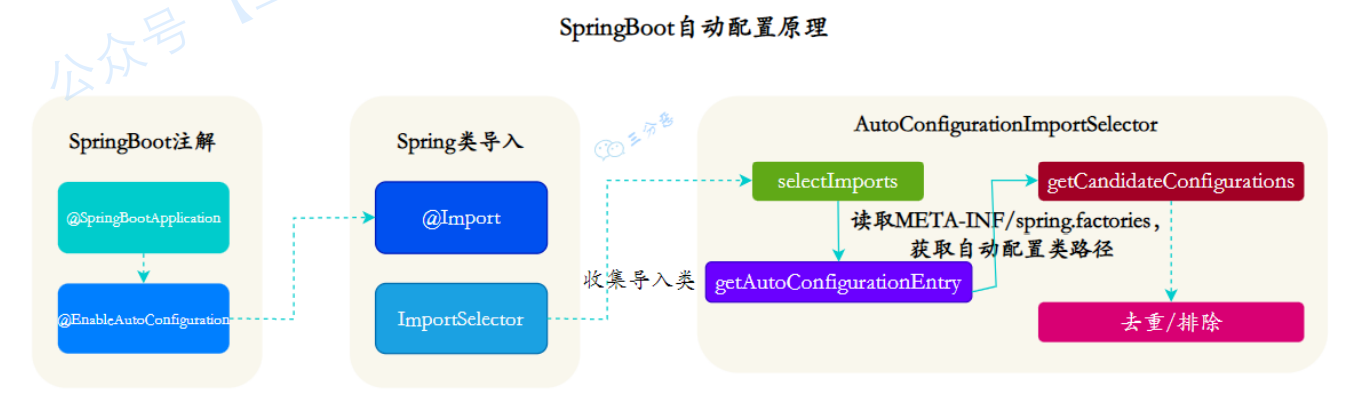 公众号
SpringBoot自动配置原理
SpringBoot注解
@SpringBootApplication
@EnableAutoConfiguration
Spring类导入
@Import
ImportSelector
收集导入类
三分恶
AutoConfigurationImportSelector
selectImports
getCandidateConfigurations
读取META-INF/spring.factories,
获取自动配置类路径
getAutoConfigurationEntry
去重/排除